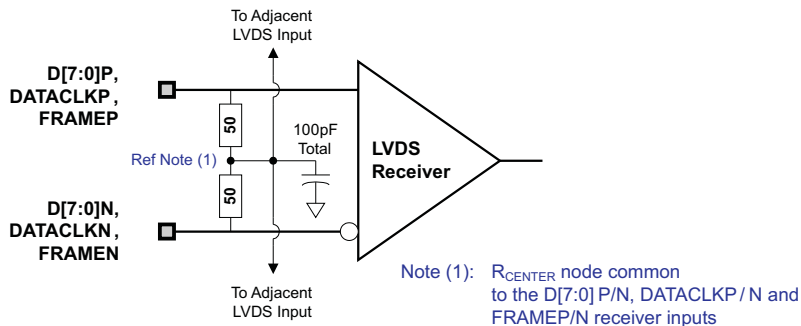 To Adjacent
LVDS Input
D[7:0]P,
DATACLKP,
FRAMEP
50
100pF
Total
LVDS
Receiver
Ref Note (1)
50
D[7:0]N,
DATACLKN,
FRAMEN
To Adjacent
LVDS Input
Note (1): RCENTER node common
to the D[7:0] P/N, DATACLKP/N and
FRAMEP/N receiver inputs